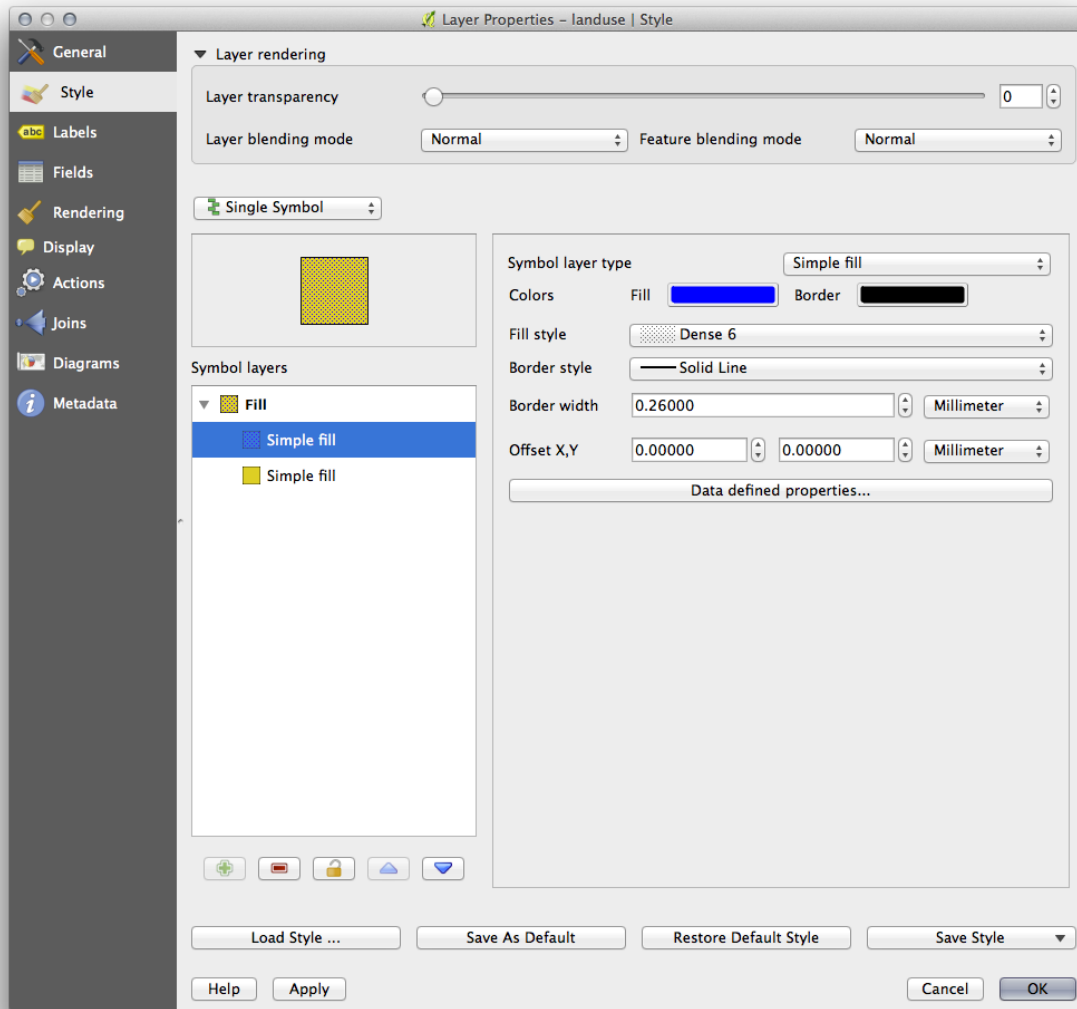 Layer Properties – landuse | Style
General
Style
abc Labels
Fields
Rendering
Display
Actions
Joins
Diagrams
i Metadata
Layer rendering
Layer transparency 0
Layer blending mode Normal Feature blending mode Normal
Single Symbol
Symbol layers
Fill
Simple fill
Simple fill
Symbol layer type Simple fill
Colors Fill Border
Fill style Dense 6
Border style Solid Line
Border width 0.26000 Millimeter
Offset X,Y 0.00000 0.00000 Millimeter
Data defined properties...
Load Style ... Save As Default Restore Default Style Save Style
Help Apply Cancel OK